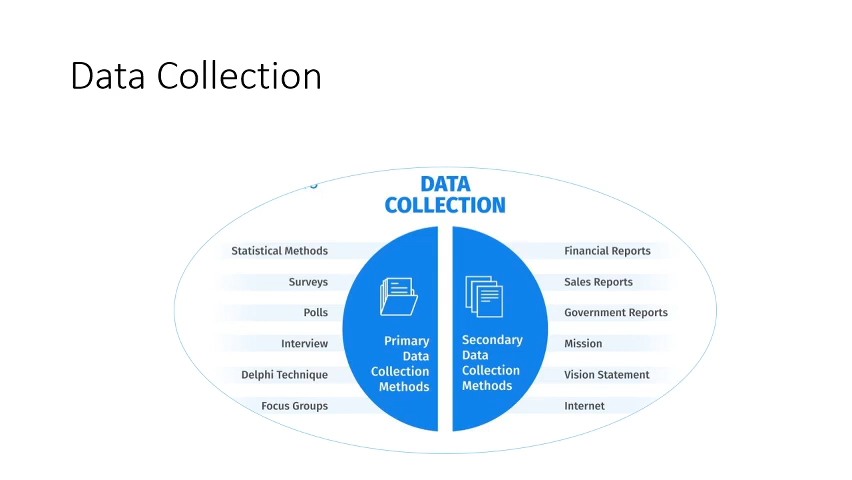 Data Collection
DATA
COLLECTION
Statistical Methods
Surveys
Polls
Interview
Delphi Technique
Focus Groups
Primary
Data
Collection
Methods
Secondary
Data
Collection
Methods
Financial Reports
Sales Reports
Government Reports
Mission
Vision Statement
Internet